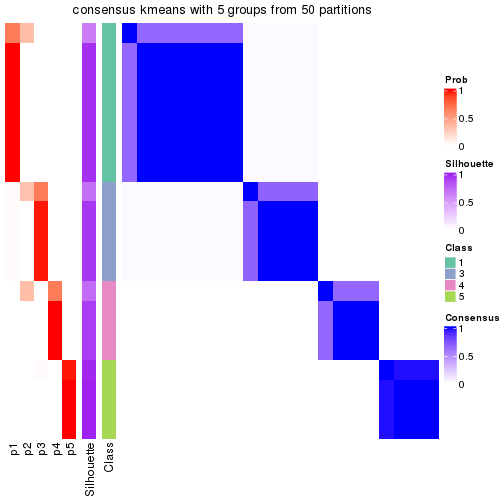 consensus kmeans with 5 groups from 50 partitions
Prob
1
0.5
0
Silhouette
1
0.5
0
Class
1
3
4
5
Consensus
1
0.5
0
p1
p2
p3
p4
p5
Silhouette
Class